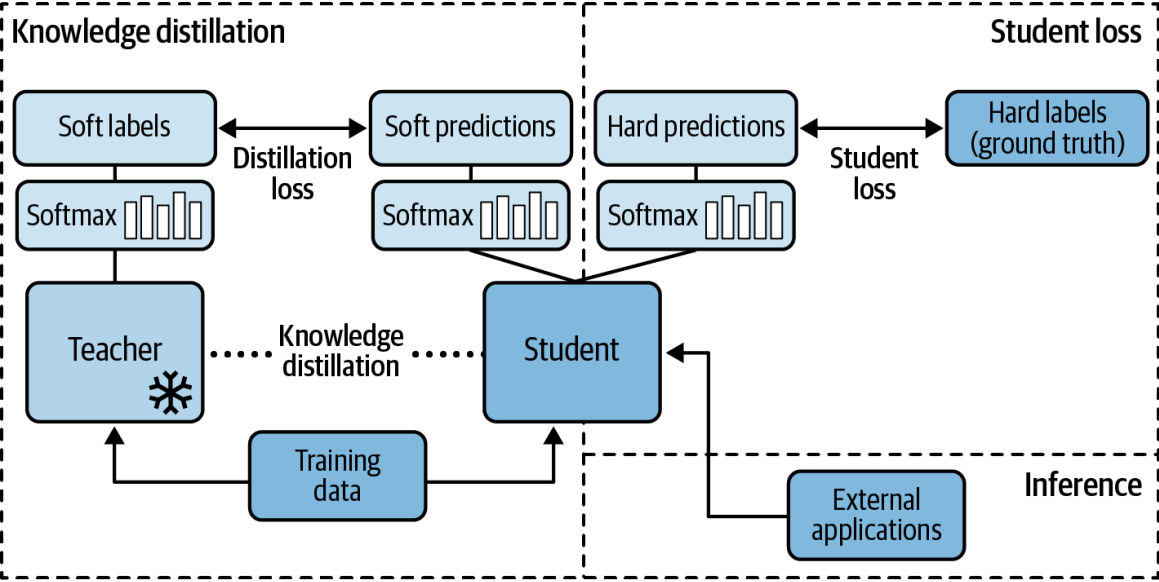 Knowledge distillation
Student loss
Soft labels
Distillation
loss
Soft predictions
Hard predictions
Student
loss
Hard labels
(ground truth)
Softmax
Softmax
Softmax
Teacher
Knowledge
distillation
Student
Training
data
Inference
External
applications